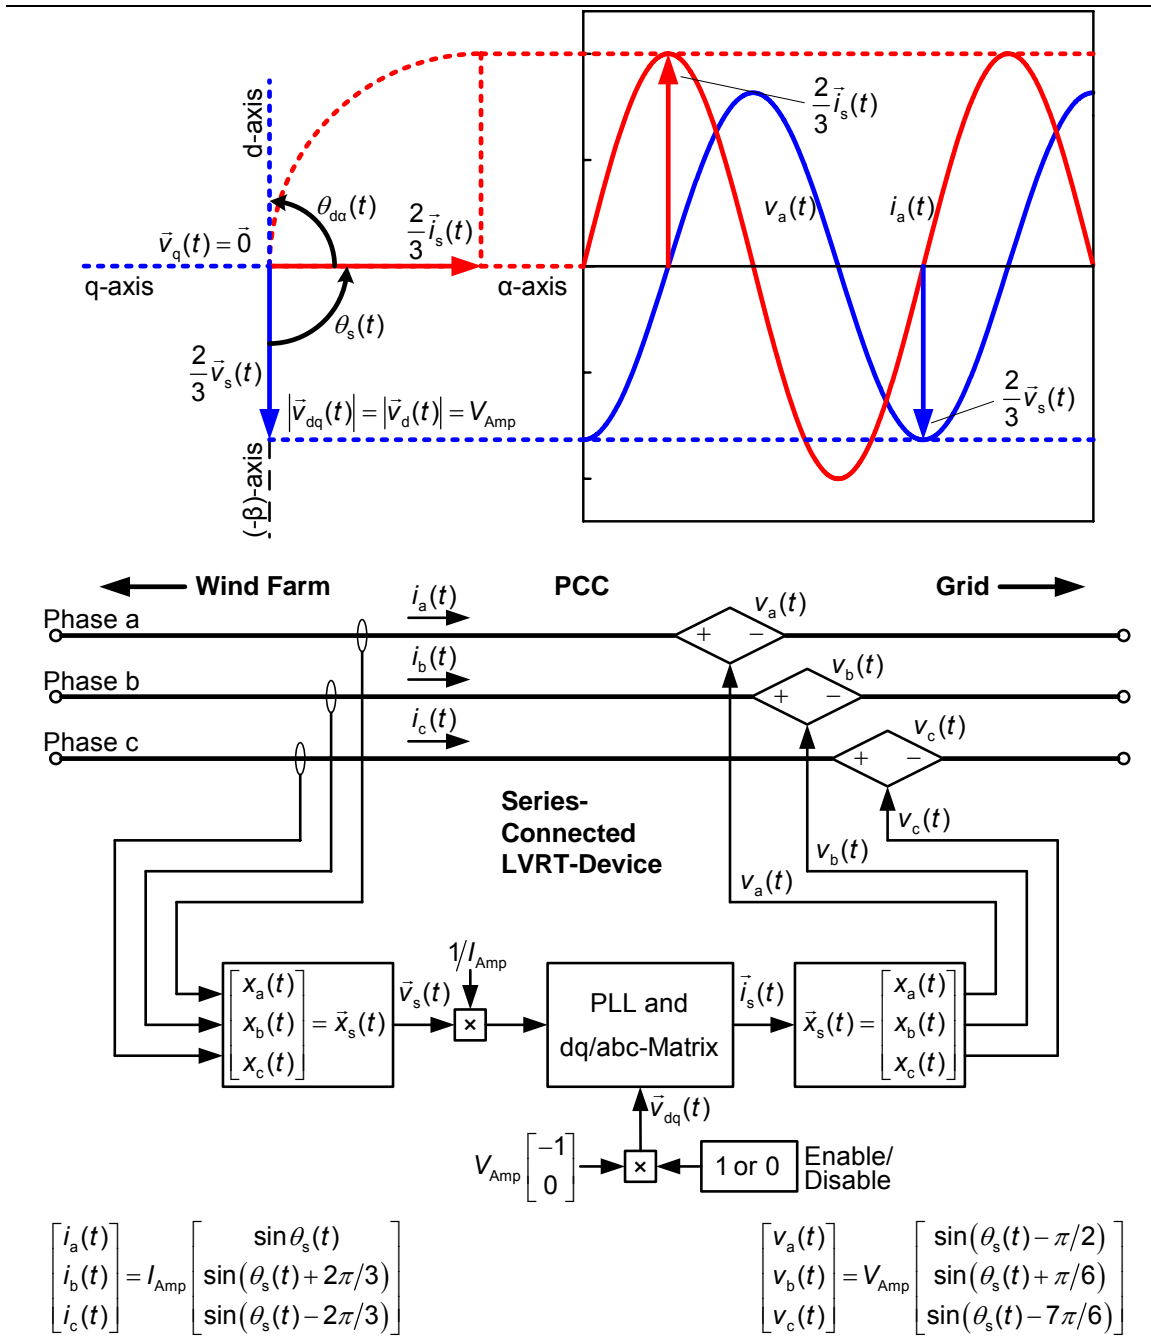 d-axis
θdα(t)
2/3 i⃗s(t)
v⃗q(t) = 0⃗
q-axis
α-axis
θs(t)
2/3 v⃗s(t)
|v⃗dq(t)| = |v⃗d(t)| = VAmp
(-β)-axis
2/3 i⃗s(t)
va(t)
ia(t)
2/3 v⃗s(t)
Wind Farm
PCC
Grid
Phase a
ia(t)
+ −
va(t)
Phase b
ib(t)
+ −
vb(t)
Phase c
ic(t)
+ −
vc(t)
Series-
Connected
LVRT-Device
vc(t)
vb(t)
va(t)
[xa(t)
xb(t)
xc(t)] = x⃗s(t)
v⃗s(t)
1/IAmp
×
PLL and
dq/abc-Matrix
i⃗s(t)
x⃗s(t) = [xa(t)
xb(t)
xc(t)]
v⃗dq(t)
VAmp [−1
0]
×
1 or 0
Enable/
Disable
[ia(t)
ib(t)
ic(t)] = IAmp [sin θs(t)
sin(θs(t) + 2π/3)
sin(θs(t) − 2π/3)]
[va(t)
vb(t)
vc(t)] = VAmp [sin(θs(t) − π/2)
sin(θs(t) + π/6)
sin(θs(t) − 7π/6)]